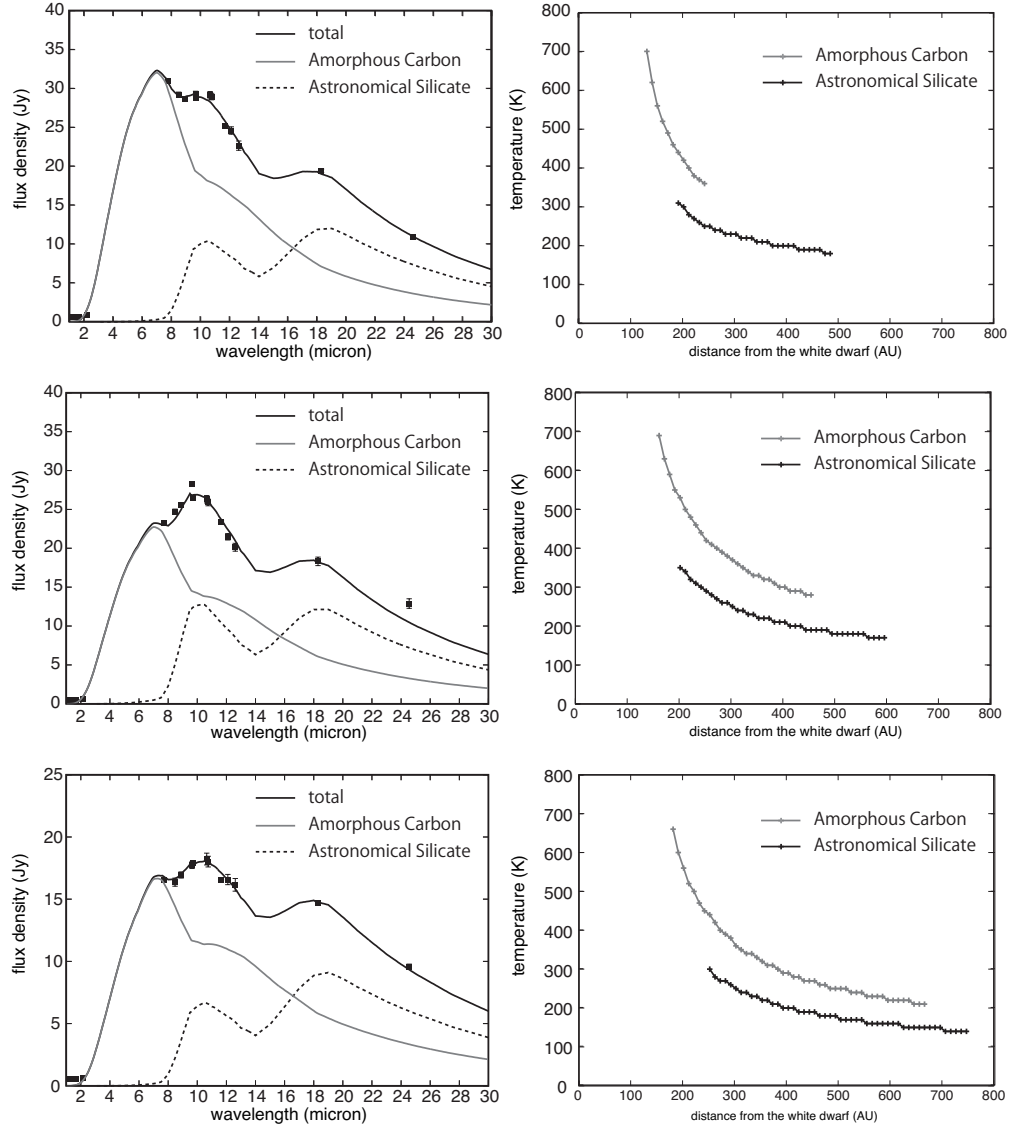 40
35
30
25
20
15
10
5
0
flux density (Jy)
total
Amorphous Carbon
Astronomical Silicate
2 4 6 8 10 12 14 16 18 20 22 24 26 28 30
wavelength (micron)
800
700
600
500
400
300
200
100
0
temperature (K)
Amorphous Carbon
Astronomical Silicate
0 100 200 300 400 500 600 700 800
distance from the white dwarf (AU)
40
35
30
25
20
15
10
5
0
flux density (Jy)
total
Amorphous Carbon
Astronomical Silicate
2 4 6 8 10 12 14 16 18 20 22 24 26 28 30
wavelength (micron)
800
700
600
500
400
300
200
100
0
temperature (K)
Amorphous Carbon
Astronomical Silicate
0 100 200 300 400 500 600 700 800
distance from the white dwarf (AU)
25
20
15
10
5
0
flux density (Jy)
total
Amorphous Carbon
Astronomical Silicate
2 4 6 8 10 12 14 16 18 20 22 24 26 28 30
wavelength (micron)
800
700
600
500
400
300
200
100
0
temperature (K)
Amorphous Carbon
Astronomical Silicate
0 100 200 300 400 500 600 700 800
distance from the white dwarf (AU)